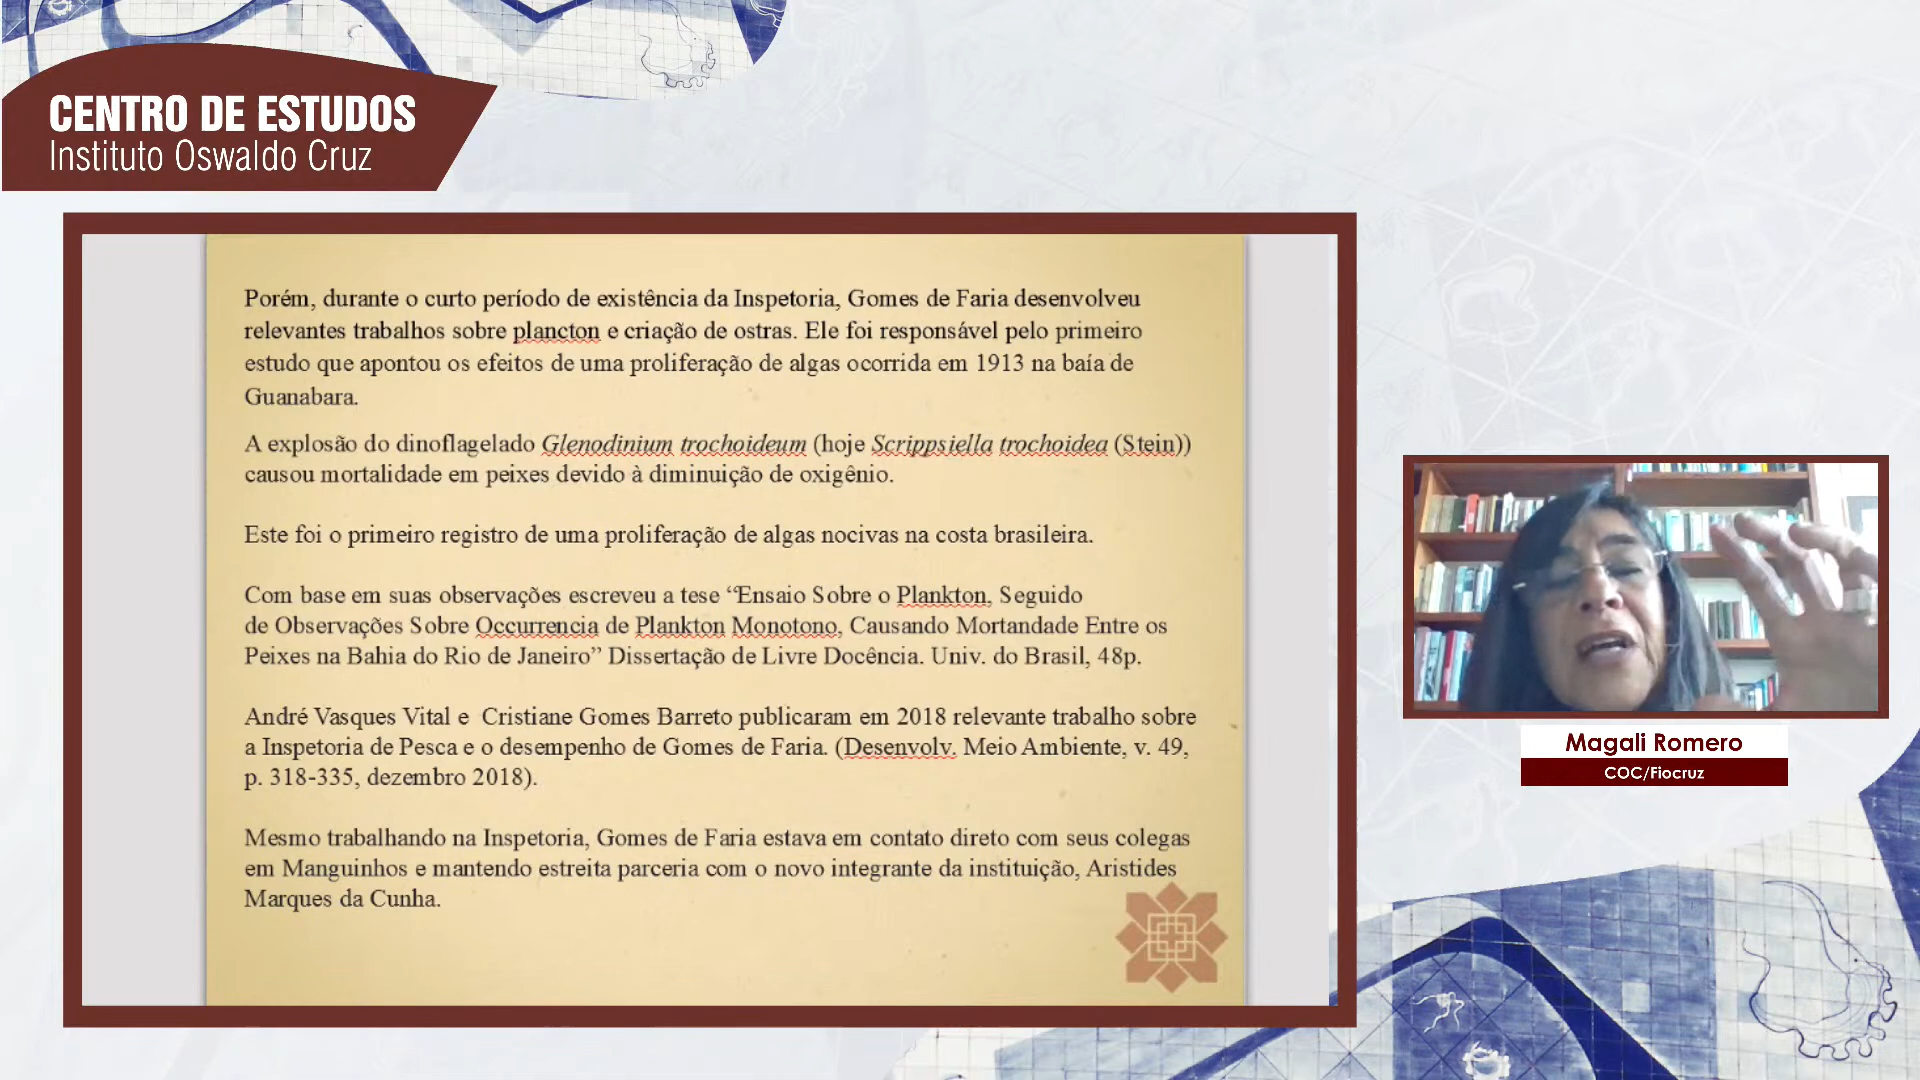 CENTRO DE ESTUDOS
Instituto Oswaldo Cruz
Porém, durante o curto período de existência da Inspetoria, Gomes de Faria desenvolveu
relevantes trabalhos sobre plancton e criação de ostras. Ele foi responsável pelo primeiro
estudo que apontou os efeitos de uma proliferação de algas ocorrida em 1913 na baía de
Guanabara.
A explosão do dinoflagelado Glenodinium trochoideum (hoje Scrippsiella trochoidea (Stein))
causou mortalidade em peixes devido à diminuição de oxigênio.
Este foi o primeiro registro de uma proliferação de algas nocivas na costa brasileira.
Com base em suas observações escreveu a tese “Ensaio Sobre o Plankton, Seguido
de Observações Sobre Occurrencia de Plankton Monotono, Causando Mortandade Entre os
Peixes na Bahia do Rio de Janeiro” Dissertação de Livre Docência. Univ. do Brasil, 48p.
André Vasques Vital e Cristiane Gomes Barreto publicaram em 2018 relevante trabalho sobre
a Inspetoria de Pesca e o desempenho de Gomes de Faria. (Desenvolv. Meio Ambiente, v. 49,
p. 318-335, dezembro 2018).
Mesmo trabalhando na Inspetoria, Gomes de Faria estava em contato direto com seus colegas
em Manguinhos e mantendo estreita parceria com o novo integrante da instituição, Aristides
Marques da Cunha.
Magali Romero
COC/Fiocruz